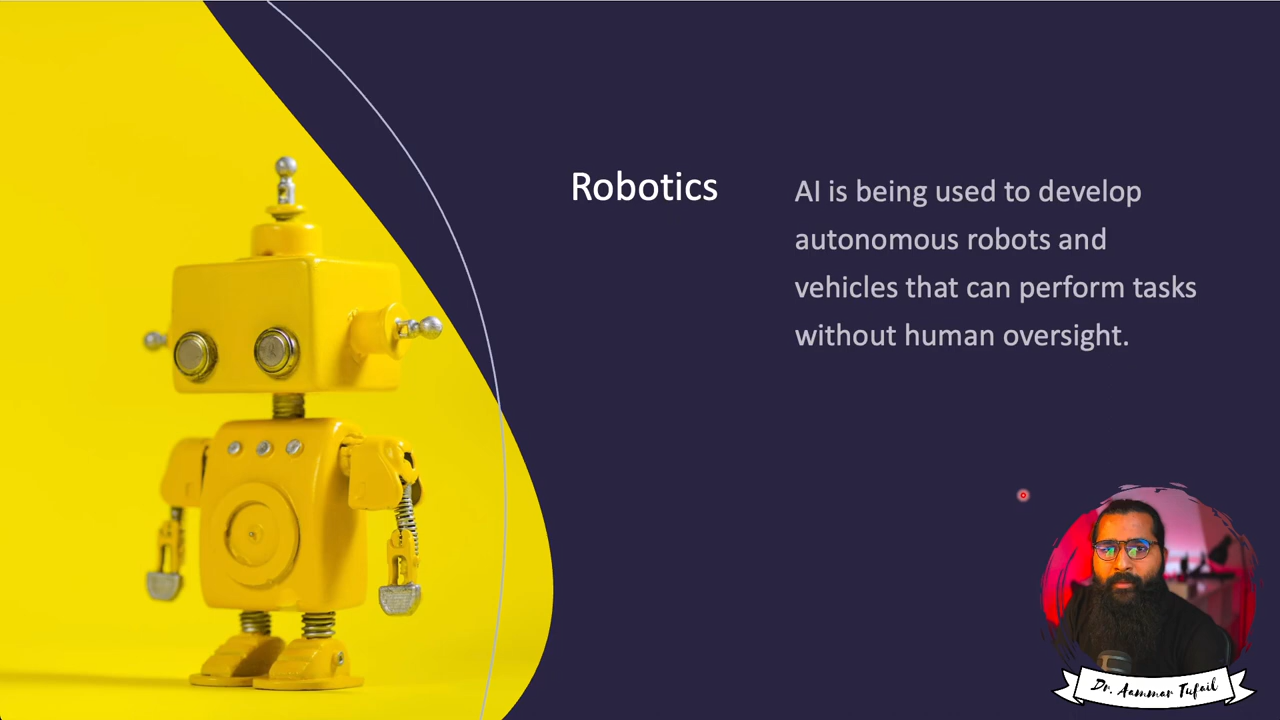 Robotics
AI is being used to develop
autonomous robots and
vehicles that can perform tasks
without human oversight.
Dr. Aammar Tufail